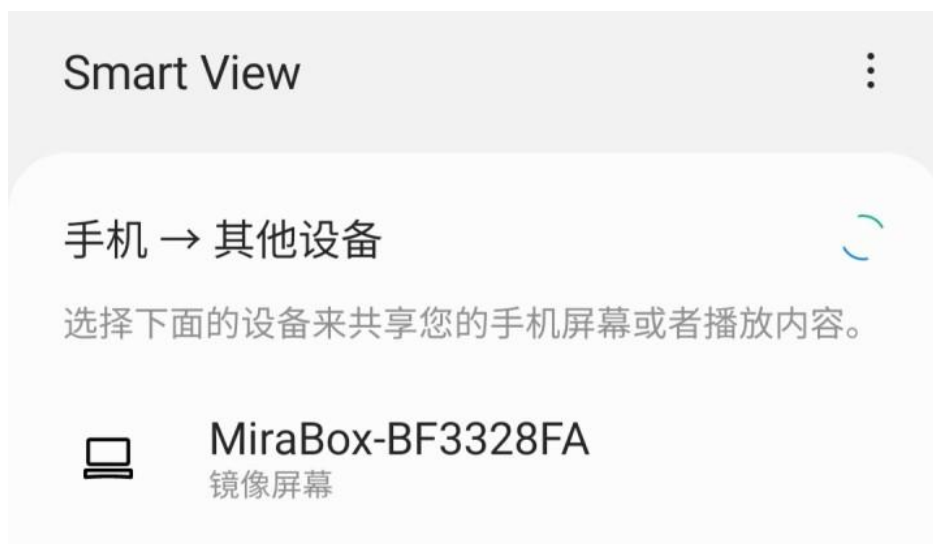 Smart View
手机 → 其他设备
选择下面的设备来共享您的手机屏幕或者播放内容。
MiraBox-BF3328FA
镜像屏幕